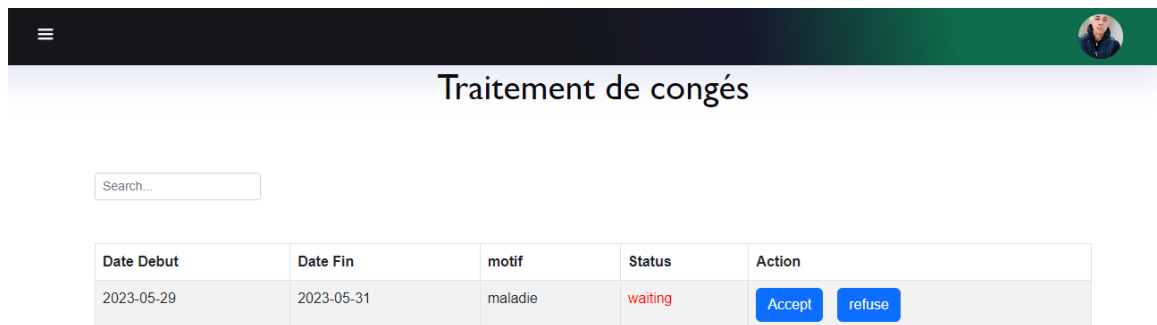 Traitement de congés
Search...
Date Debut Date Fin motif Status Action
2023-05-29 2023-05-31 maladie waiting Accept refuse